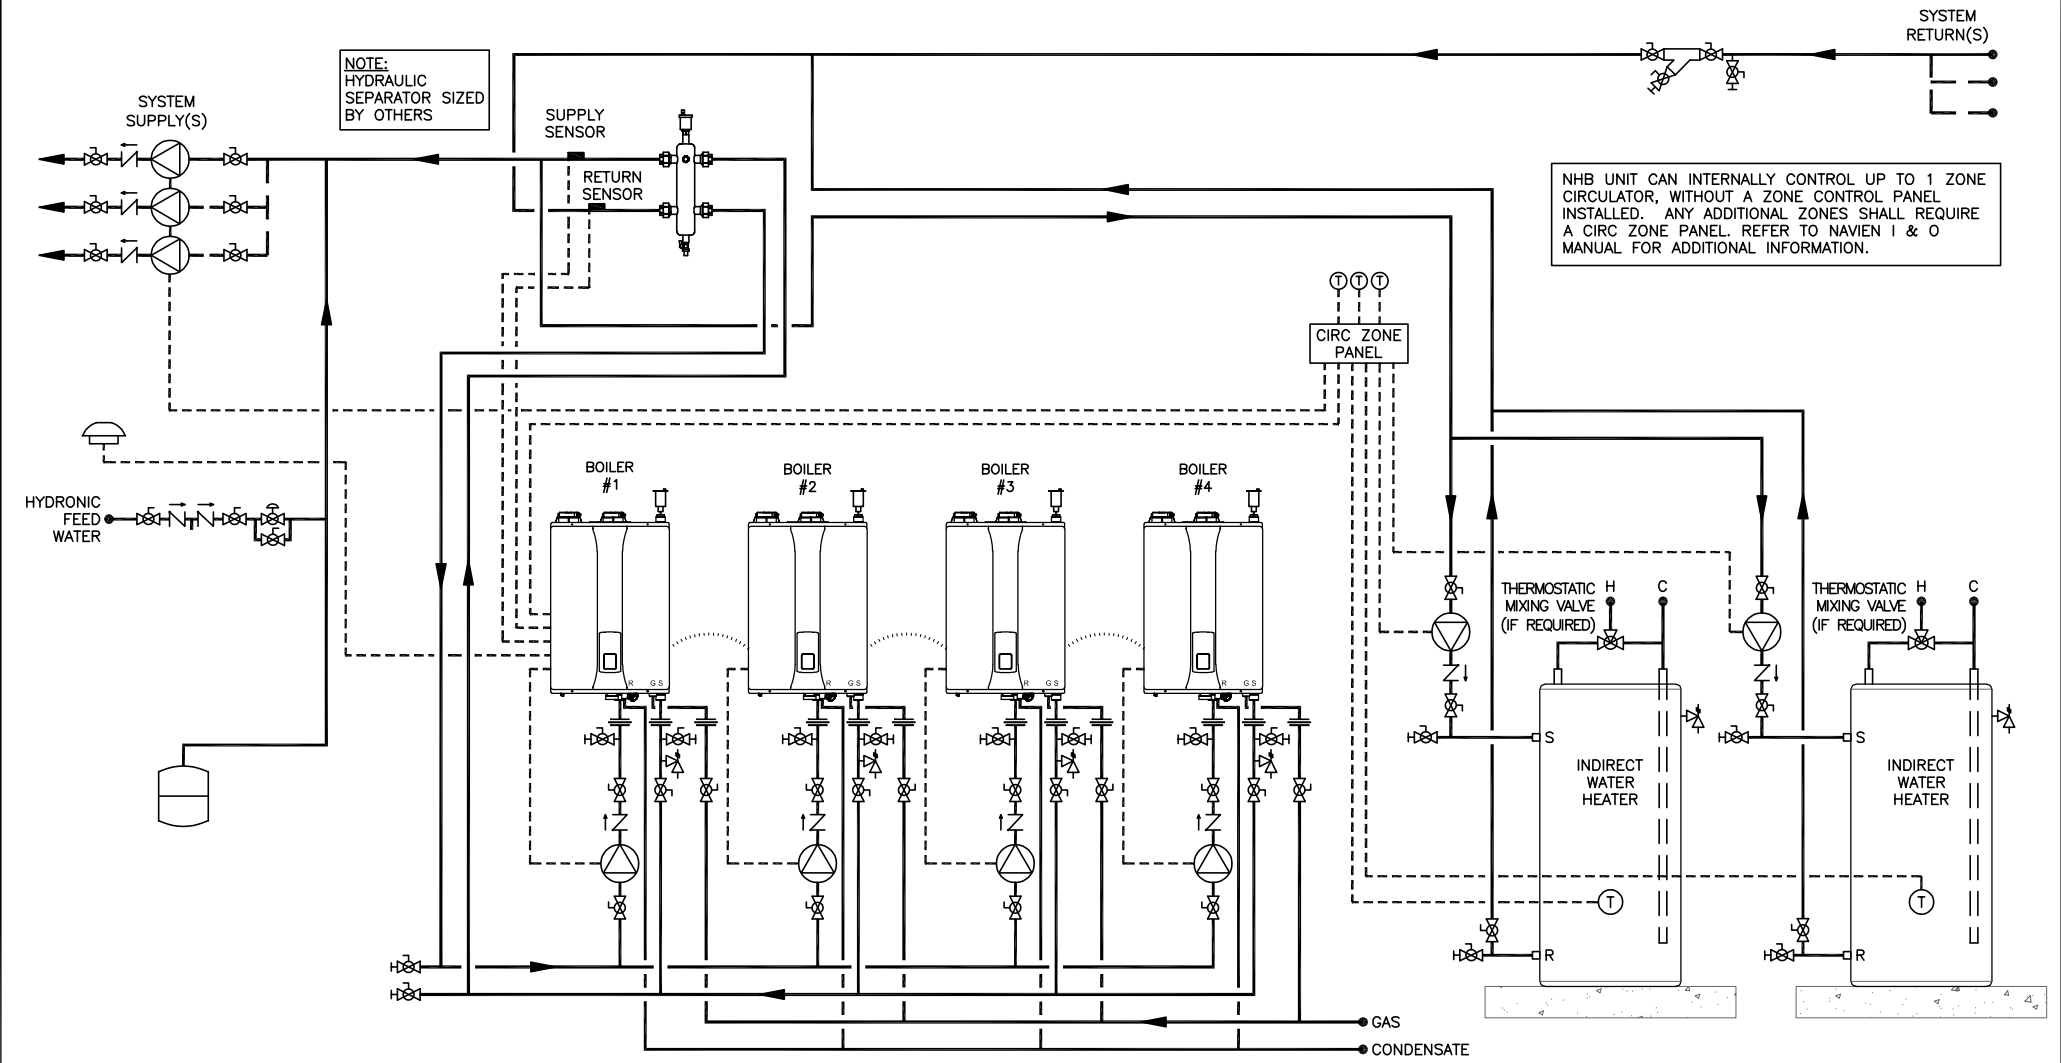 SYSTEM
RETURN(S)
NOTE:
HYDRAULIC
SEPARATOR SIZED
BY OTHERS
SYSTEM
SUPPLY(S)
SUPPLY
SENSOR
RETURN
SENSOR
NHB UNIT CAN INTERNALLY CONTROL UP TO 1 ZONE
CIRCULATOR, WITHOUT A ZONE CONTROL PANEL
INSTALLED. ANY ADDITIONAL ZONES SHALL REQUIRE
A CIRC ZONE PANEL. REFER TO NAVIEN I & O
MANUAL FOR ADDITIONAL INFORMATION.
T T T
CIRC ZONE
PANEL
HYDRONIC
FEED
WATER
BOILER
#1
BOILER
#2
BOILER
#3
BOILER
#4
R G S
R G S
R G S
R G S
THERMOSTATIC
MIXING VALVE
(IF REQUIRED)
H C
THERMOSTATIC
MIXING VALVE
(IF REQUIRED)
H C
S
INDIRECT
WATER
HEATER
T
R
S
INDIRECT
WATER
HEATER
T
R
GAS
CONDENSATE